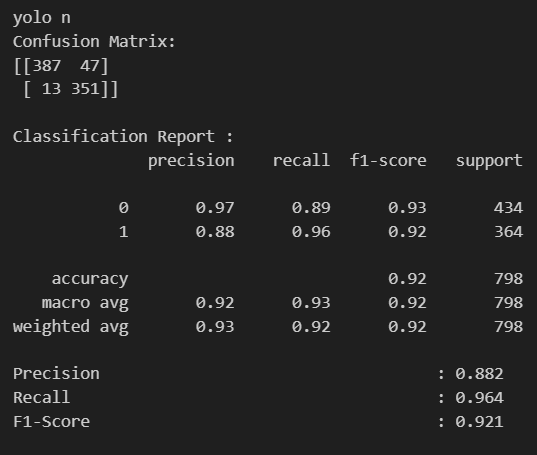 yolo n
Confusion Matrix:
[[387  47]
 [ 13 351]]
Classification Report :
precision recall f1-score support
0 0.97 0.89 0.93 434
1 0.88 0.96 0.92 364
accuracy 0.92 798
macro avg 0.92 0.93 0.92 798
weighted avg 0.93 0.92 0.92 798
Precision : 0.882
Recall : 0.964
F1-Score : 0.921